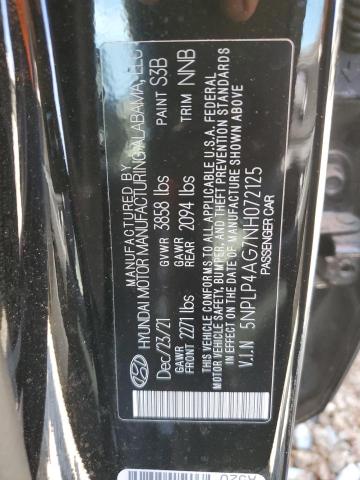 MANUFACTURED BY
HYUNDAI MOTOR MANUFACTURING ALABAMA, LLC
Dec/23/21 GVWR 3858 lbs PAINT S3B
GAWR FRONT 2271 lbs GAWR REAR 2094 lbs TRIM NNB
THIS VEHICLE CONFORMS TO ALL APPLICABLE U.S.A. FEDERAL
MOTOR VEHICLE SAFETY, BUMPER, AND THEFT PREVENTION STANDARDS
IN EFFECT ON THE DATE OF MANUFACTURE SHOWN ABOVE.
V.I.N 5NPLP4AG7NH072125
PASSENGER CAR
A520